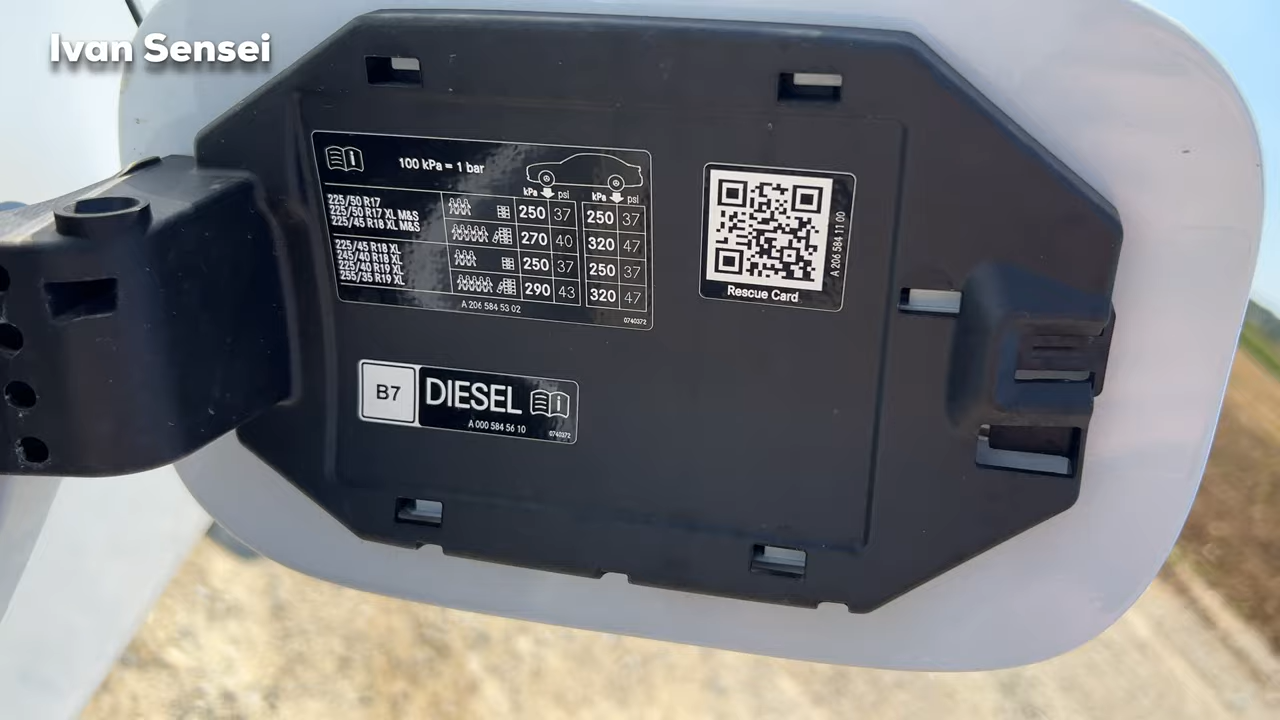 Ivan Sensei
100 kPa = 1 bar
kPa psi kPa psi
225/50 R17
225/50 R17 XL M&S
225/45 R18 XL M&S
250 37 250 37
270 40 320 47
225/45 R18 XL
245/40 R18 XL
225/40 R19 XL
255/35 R19 XL
250 37 250 37
290 43 320 47
A 206 584 53 02
0740372
A 206 584 11 00
Rescue Card
B7 DIESEL
A 000 584 56 10
0740372